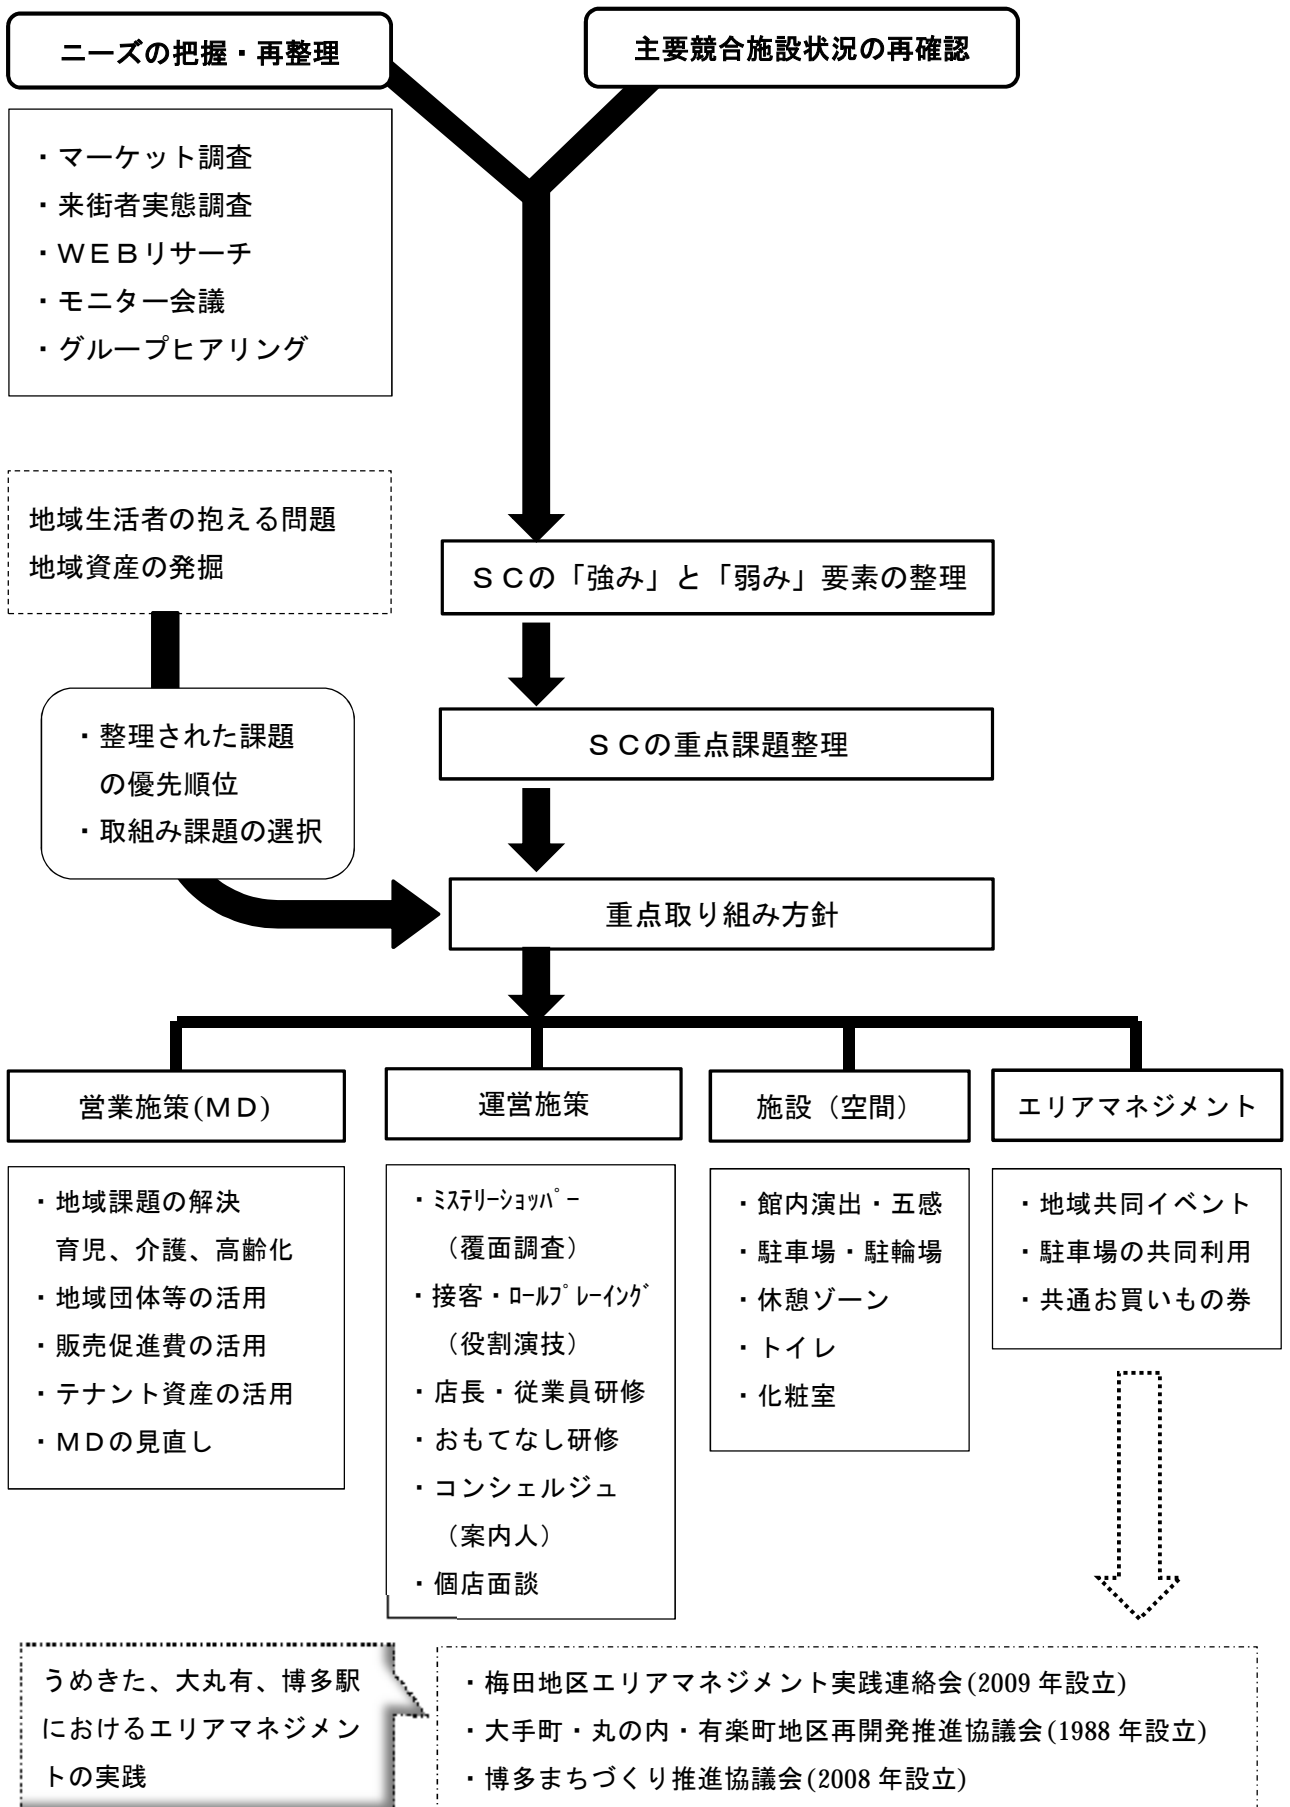 ニーズの把握・再整理
主要競合施設状況の再確認
・マーケット調査
・来街者実態調査
・ＷＥＢリサーチ
・モニター会議
・グループヒアリング
地域生活者の抱える問題
地域資産の発掘
ＳＣの「強み」と「弱み」要素の整理
・整理された課題
の優先順位
・取組み課題の選択
ＳＣの重点課題整理
重点取り組み方針
営業施策(ＭＤ)
・地域課題の解決
育児、介護、高齢化
・地域団体等の活用
・販売促進費の活用
・テナント資産の活用
・ＭＤの見直し
運営施策
・ﾐｽﾃﾘｰｼｮｯﾊﾟｰ
（覆面調査）
・接客・ﾛｰﾙﾌﾟﾚｰｲﾝｸﾞ
（役割演技）
・店長・従業員研修
・おもてなし研修
・コンシェルジュ
（案内人）
・個店面談
施設（空間）
・館内演出・五感
・駐車場・駐輪場
・休憩ゾーン
・トイレ
・化粧室
エリアマネジメント
・地域共同イベント
・駐車場の共同利用
・共通お買いもの券
うめきた、大丸有、博多駅
におけるエリアマネジメン
トの実践
・梅田地区エリアマネジメント実践連絡会(2009 年設立)
・大手町・丸の内・有楽町地区再開発推進協議会(1988 年設立)
・博多まちづくり推進協議会(2008 年設立)